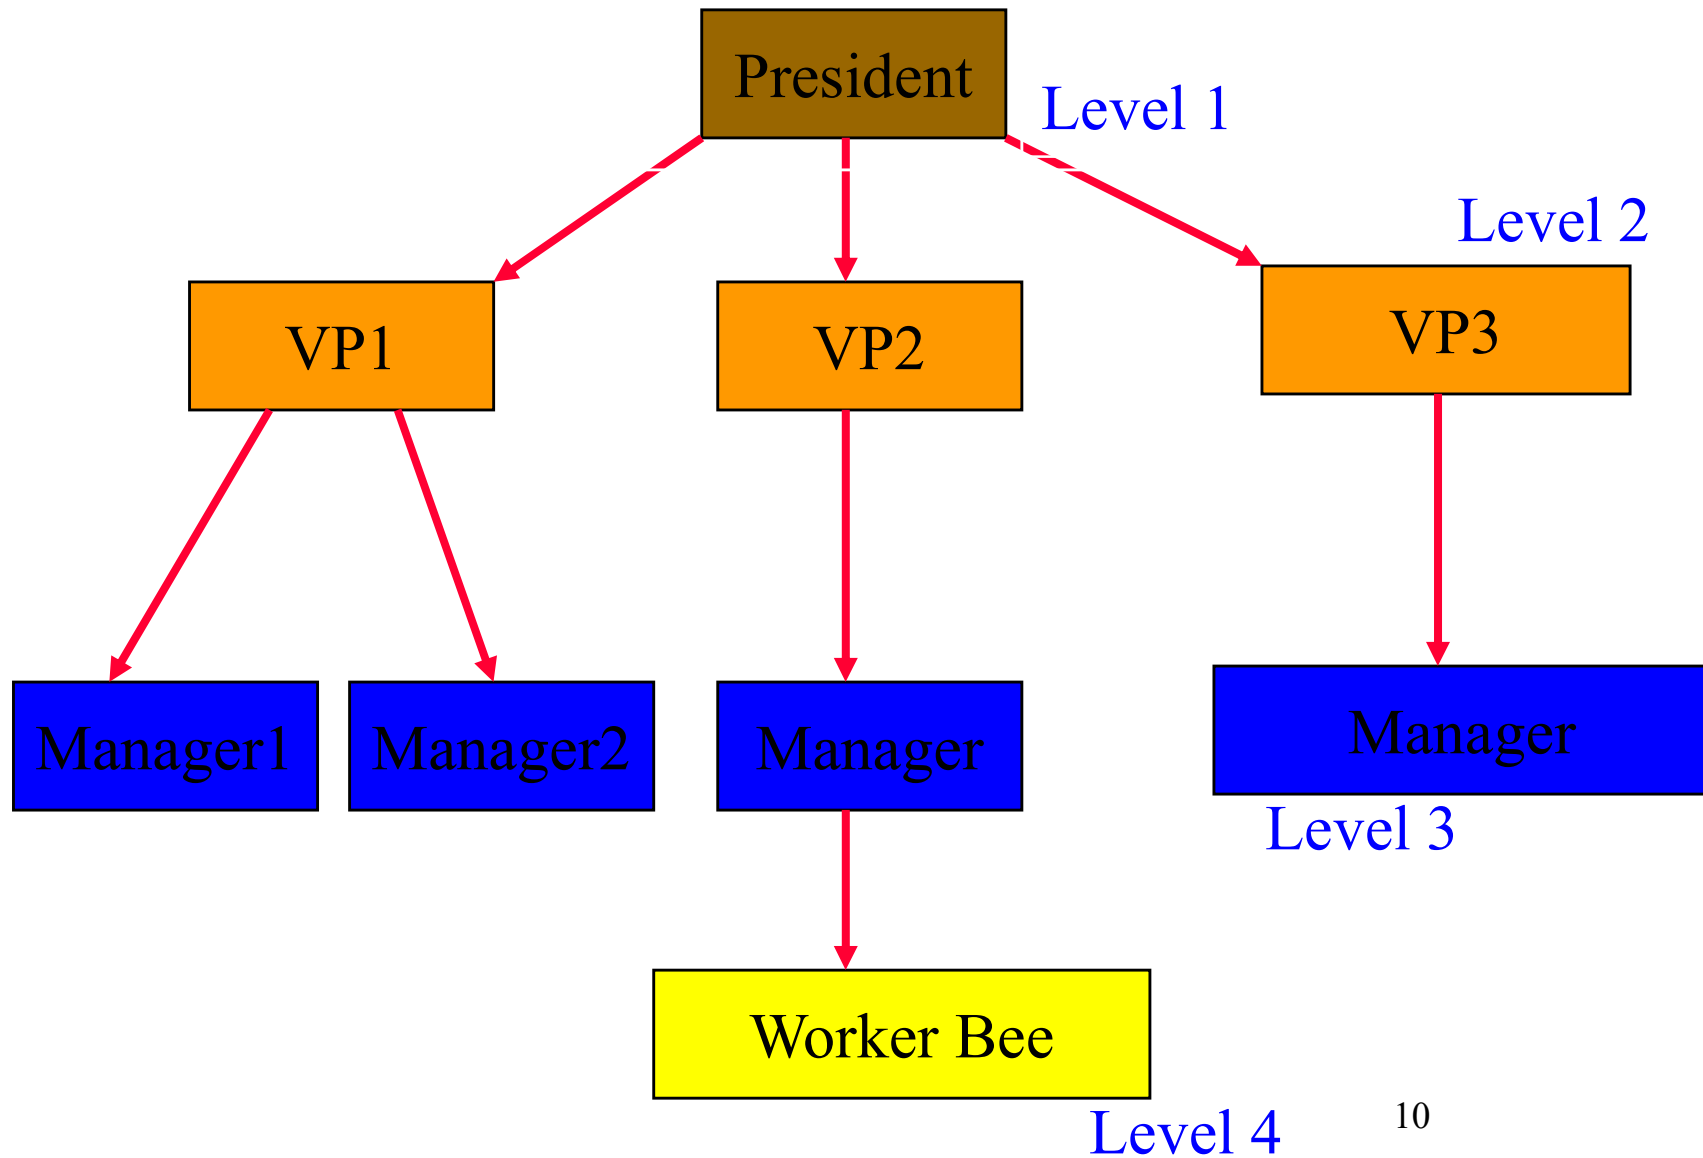 President
Level 1
Level 2
VP1
VP2
VP3
Manager1
Manager2
Manager
Manager
Level 3
Worker Bee
Level 4
10